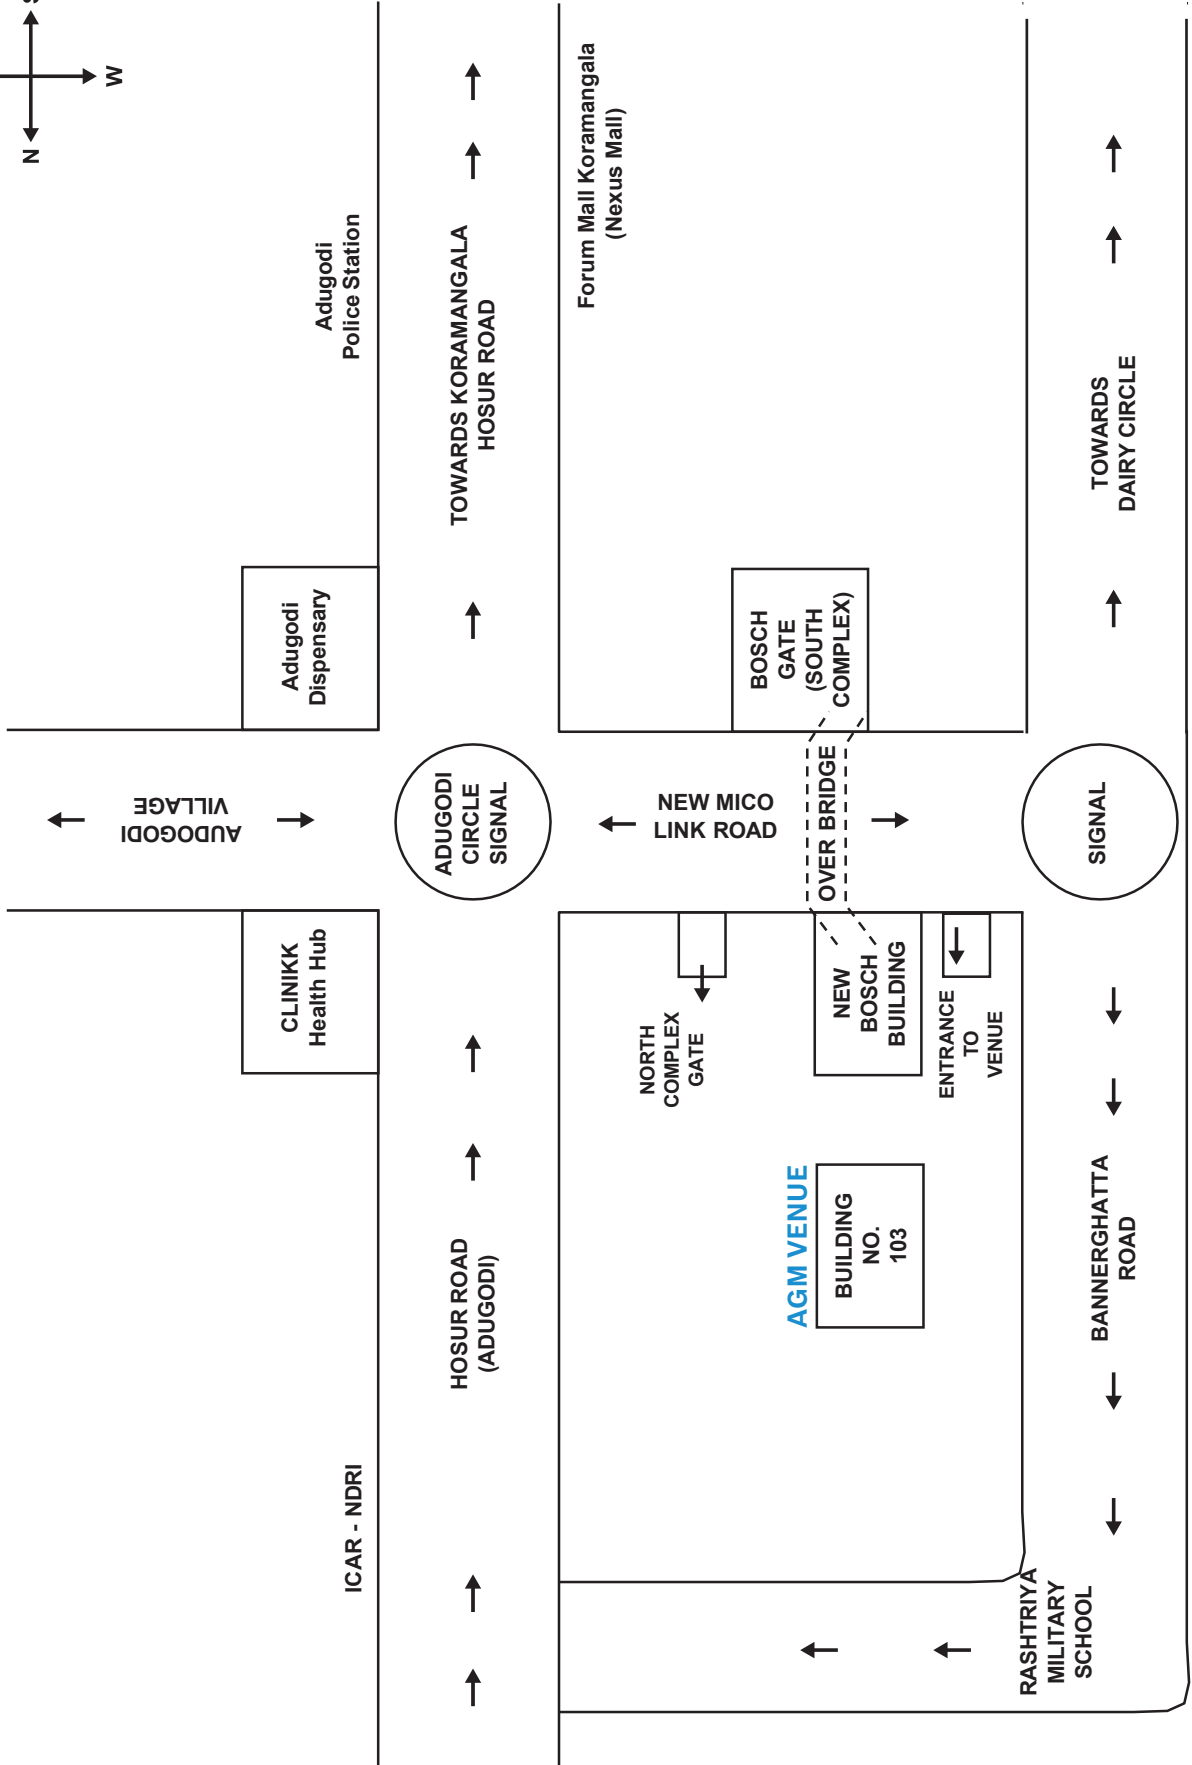 S
N
W
Adugodi
Police Station
TOWARDS KORAMANGALA
HOSUR ROAD
Forum Mall Koramangala
(Nexus Mall)
TOWARDS
DAIRY CIRCLE
Adugodi
Dispensary
BOSCH
GATE
(SOUTH
COMPLEX)
AUDOGODI
VILLAGE
ADUGODI
CIRCLE
SIGNAL
NEW MICO
LINK ROAD
OVER BRIDGE
SIGNAL
CLINIKK
Health Hub
NORTH
COMPLEX
GATE
NEW
BOSCH
BUILDING
ENTRANCE
TO
VENUE
HOSUR ROAD
(ADUGODI)
AGM VENUE
BUILDING
NO.
103
BANNERGHATTA
ROAD
ICAR - NDRI
RASHTRIYA
MILITARY
SCHOOL